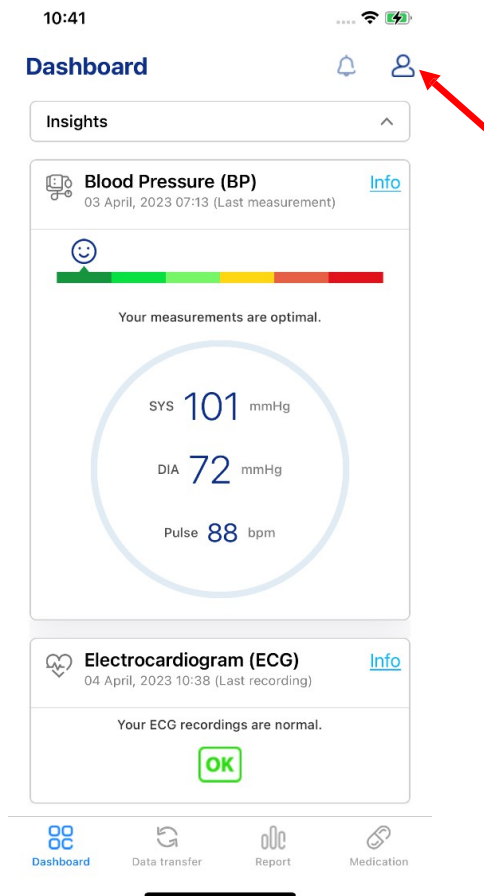 10:41
Dashboard
Insights
Blood Pressure (BP)
Info
03 April, 2023 07:13 (Last measurement)
Your measurements are optimal.
SYS 101 mmHg
DIA 72 mmHg
Pulse 88 bpm
Electrocardiogram (ECG)
Info
04 April, 2023 10:38 (Last recording)
Your ECG recordings are normal.
OK
Dashboard Data transfer Report Medication